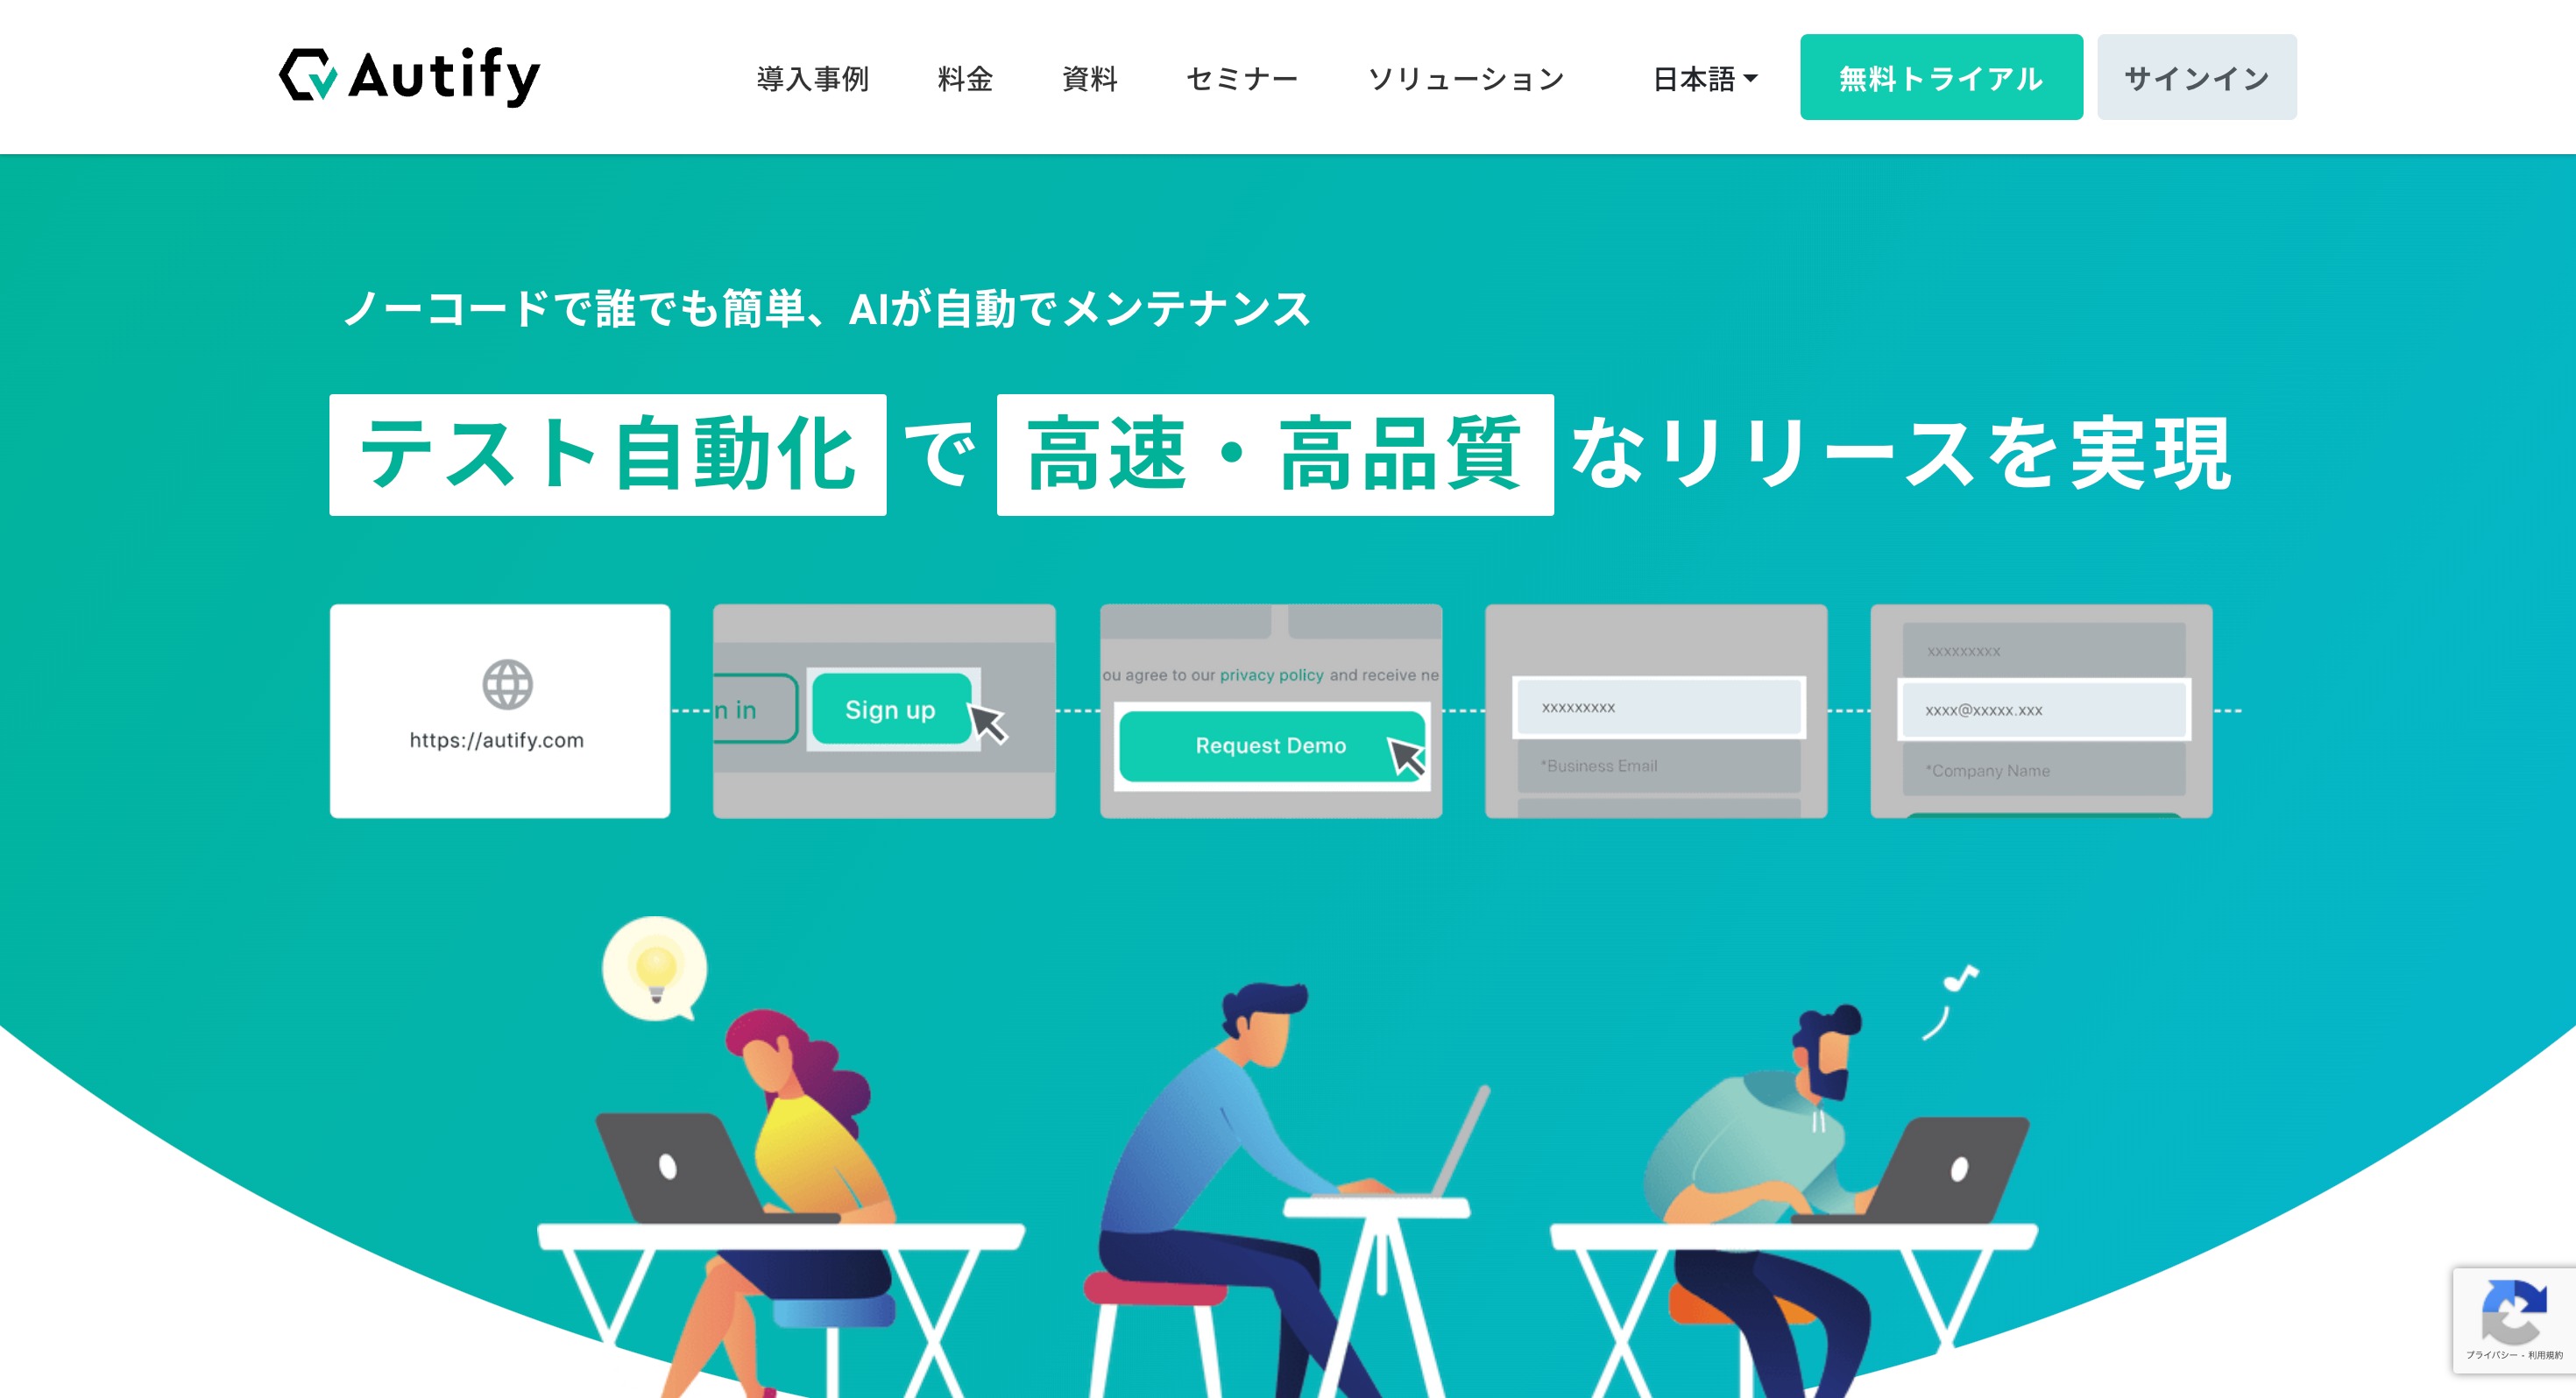 Autify
導入事例
料金
資料
セミナー
ソリューション
日本語
無料トライアル
サインイン
ノーコードで誰でも簡単、AIが自動でメンテナンス
テスト自動化 で 高速・高品質 なリリースを実現
https://autify.com
n in
Sign up
ou agree to our privacy policy and receive ne
Request Demo
xxxxxxxxx
*Business Email
xxxxxxxxx
xxxx@xxxxx.xxx
*Company Name
プライバシー - 利用規約